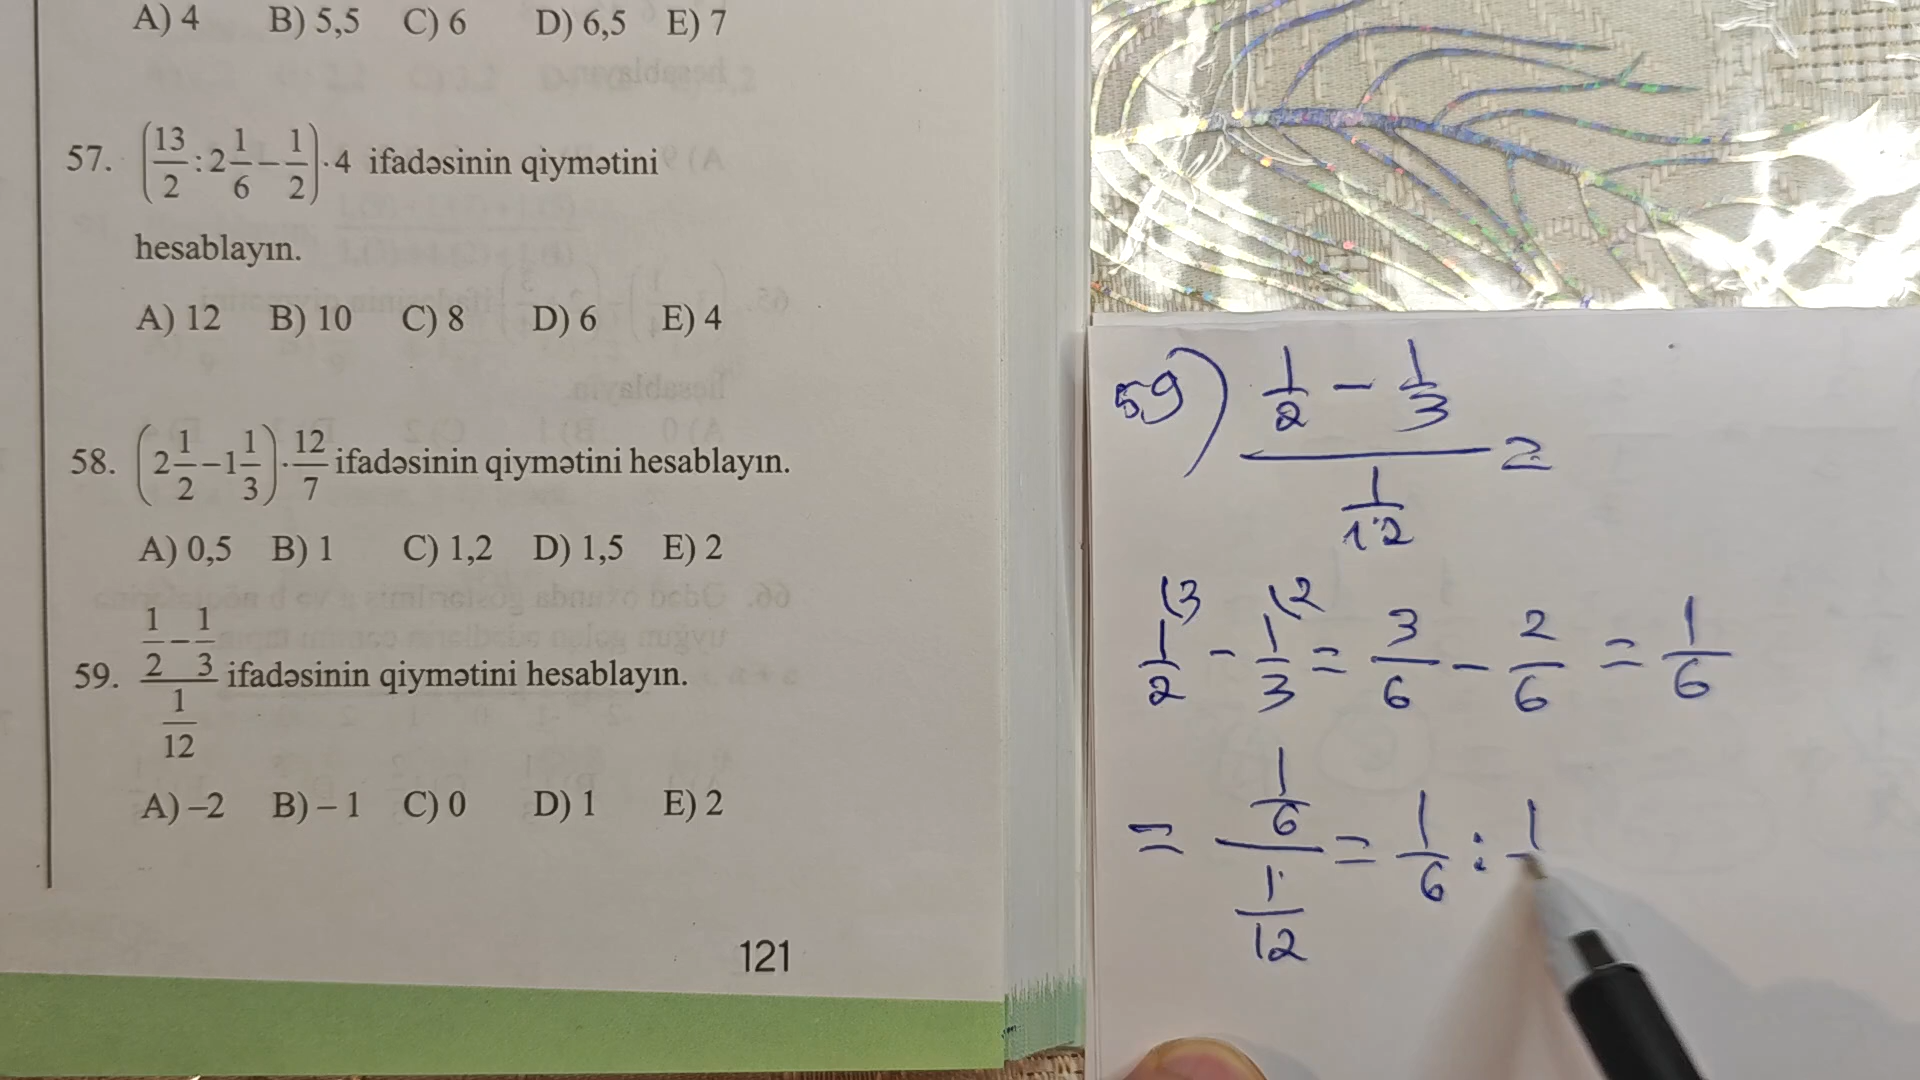 A) 4 B) 5,5 C) 6 D) 6,5 E) 7
57. (13/2 : 2 1/6 − 1/2) · 4 ifadəsinin qiymətini
hesablayın.
A) 12 B) 10 C) 8 D) 6 E) 4
58. (2 1/2 − 1 1/3) · 12/7 ifadəsinin qiymətini hesablayın.
A) 0,5 B) 1 C) 1,2 D) 1,5 E) 2
59. (1/2 − 1/3)/(1/12) ifadəsinin qiymətini hesablayın.
A) –2 B) – 1 C) 0 D) 1 E) 2
121
59) (1/2 − 1/3)/(1/12) =
1/2 (3 − 1/3 (2 = 3/6 − 2/6 = 1/6
= (1/6)/(1/12) = 1/6 : 1